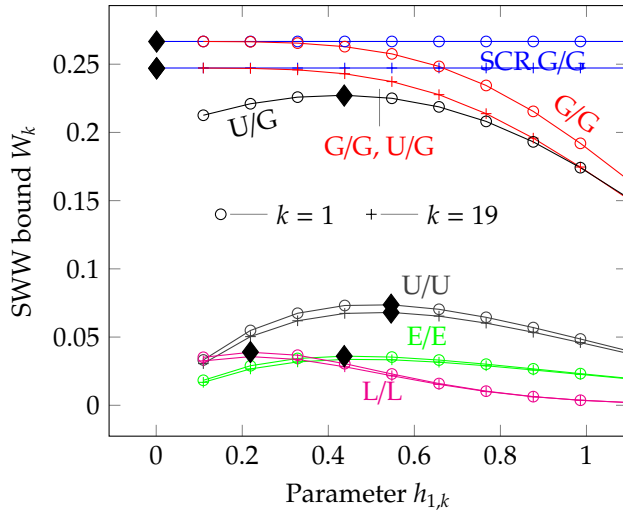 0.25
0.2
0.15
0.1
0.05
0
SWW bound W_k
SCR G/G
G/G
U/G
G/G, U/G
k = 1
k = 19
U/U
E/E
L/L
0
0.2
0.4
0.6
0.8
1
Parameter h_{1,k}